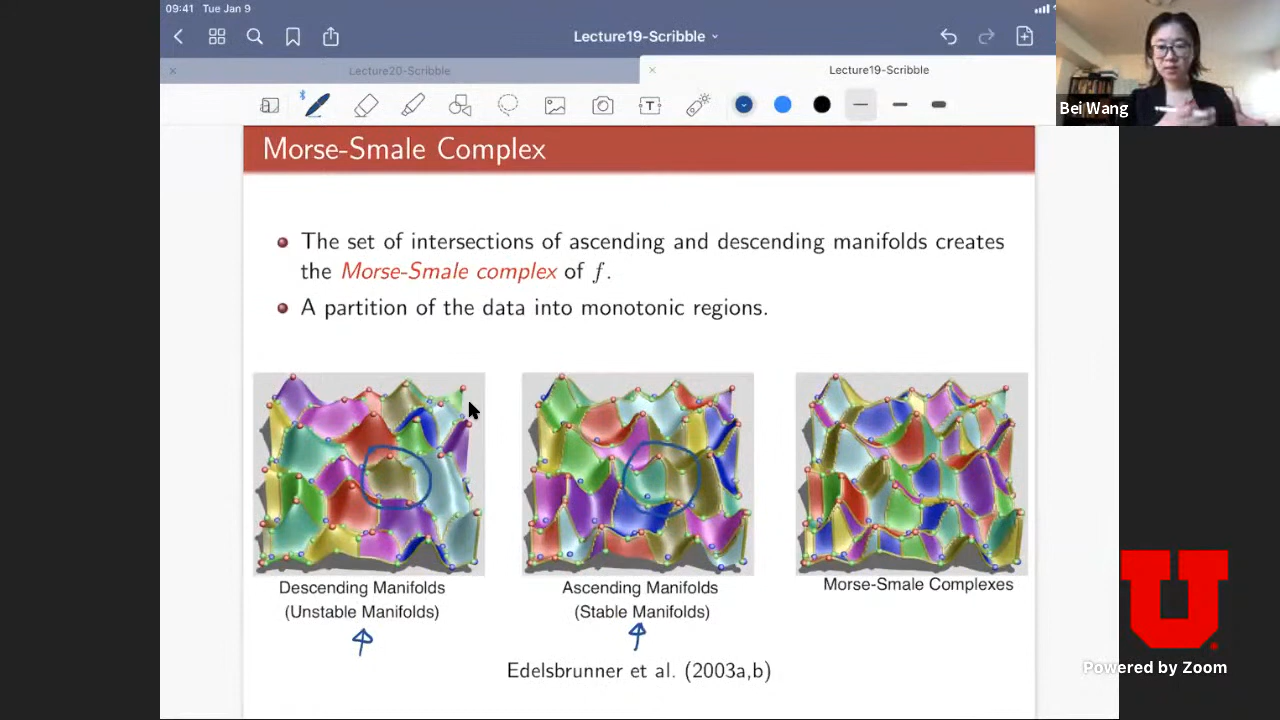 09:41 Tue Jan 9
Lecture19-Scribble
Lecture20-Scribble
Lecture19-Scribble
T
Bei Wang
Morse-Smale Complex
The set of intersections of ascending and descending manifolds creates
the Morse-Smale complex of f.
A partition of the data into monotonic regions.
Descending Manifolds
(Unstable Manifolds)
Ascending Manifolds
(Stable Manifolds)
Morse-Smale Complexes
Edelsbrunner et al. (2003a,b)
U
Powered by Zoom